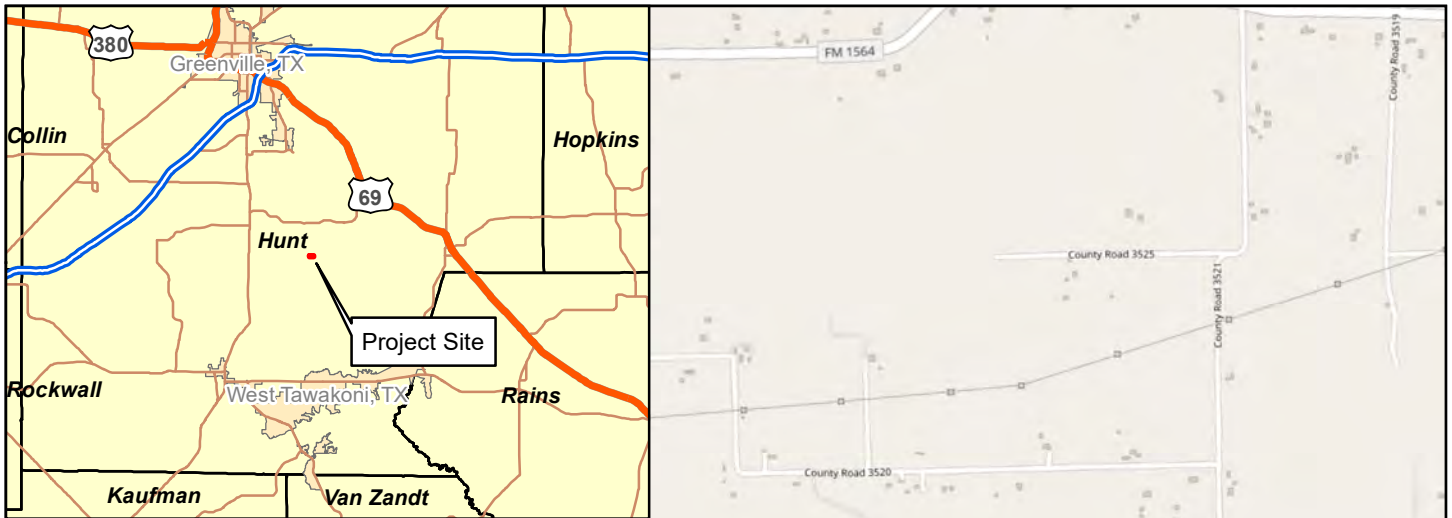 380
Greenville, TX
Collin
Hopkins
69
Hunt
Project Site
Rockwall
West Tawakoni, TX
Rains
Kaufman
Van Zandt
FM 1564
County Road 3519
County Road 3525
County Road 3521
County Road 3520